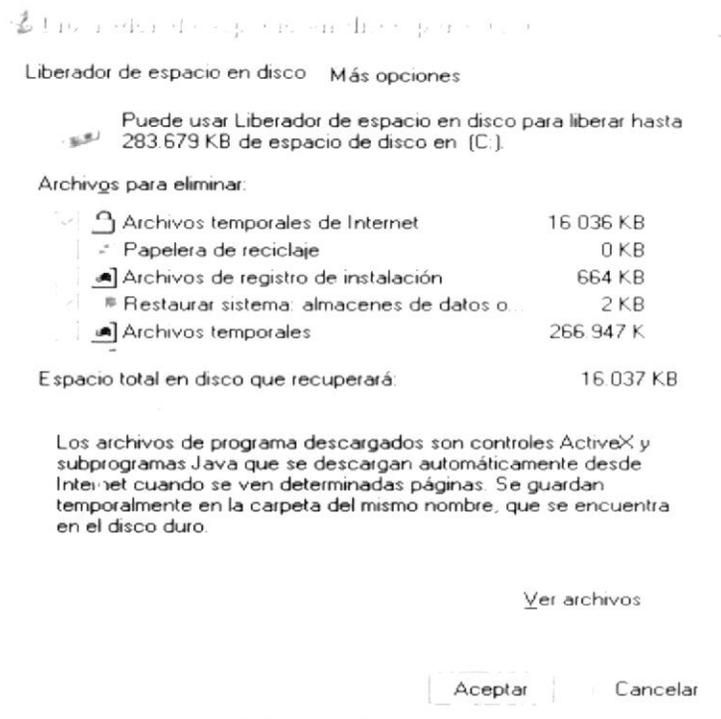 Liberador de espacio en disco Más opciones
Puede usar Liberador de espacio en disco para liberar hasta
283.679 KB de espacio de disco en (C:).
Archivos para eliminar:
Archivos temporales de Internet 16.036 KB
Papelera de reciclaje 0 KB
Archivos de registro de instalación 664 KB
Restaurar sistema: almacenes de datos o... 2 KB
Archivos temporales 266.947 K
Espacio total en disco que recuperará: 16.037 KB
Los archivos de programa descargados son controles ActiveX y
subprogramas Java que se descargan automáticamente desde
Internet cuando se ven determinadas páginas. Se guardan
temporalmente en la carpeta del mismo nombre, que se encuentra
en el disco duro.
Ver archivos
Aceptar Cancelar